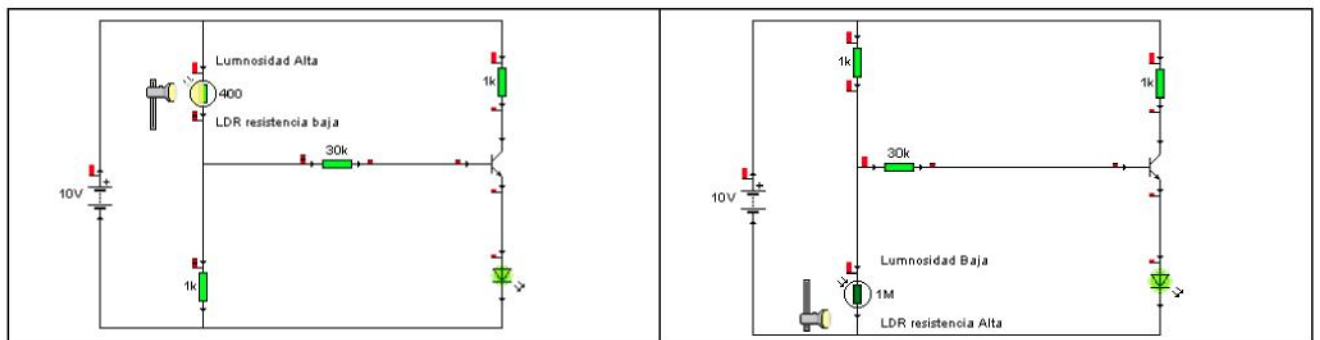 Lumnosidad Alta
400
LDR resistencia baja
1k
30k
10V
1k
1k
1k
30k
10V
Lumnosidad Baja
1M
LDR resistencia Alta